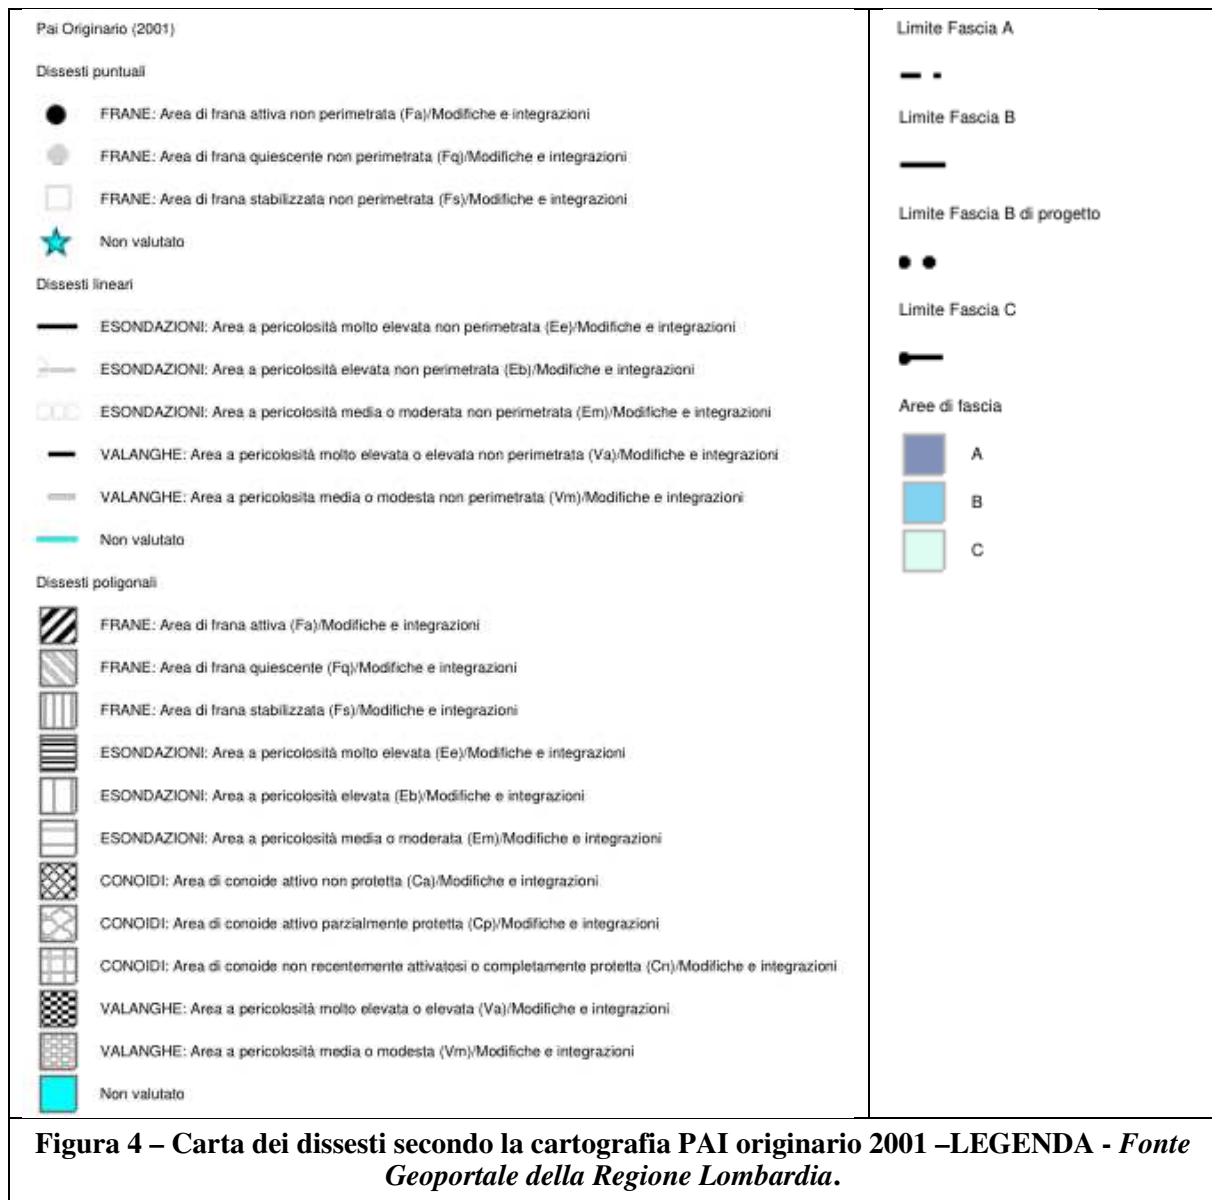 Pai Originario (2001)
Dissesti puntuali
FRANE: Area di frana attiva non perimetrata (Fa)/Modifiche e integrazioni
FRANE: Area di frana quiescente non perimetrata (Fq)/Modifiche e integrazioni
FRANE: Area di frana stabilizzata non perimetrata (Fs)/Modifiche e integrazioni
Non valutato
Dissesti lineari
ESONDAZIONI: Area a pericolosità molto elevata non perimetrata (Ee)/Modifiche e integrazioni
ESONDAZIONI: Area a pericolosità elevata non perimetrata (Eb)/Modifiche e integrazioni
ESONDAZIONI: Area a pericolosità media o moderata non perimetrata (Em)/Modifiche e integrazioni
VALANGHE: Area a pericolosità molto elevata o elevata non perimetrata (Va)/Modifiche e integrazioni
VALANGHE: Area a pericolosita media o modesta non perimetrata (Vm)/Modifiche e integrazioni
Non valutato
Dissesti poligonali
FRANE: Area di frana attiva (Fa)/Modifiche e integrazioni
FRANE: Area di frana quiescente (Fq)/Modifiche e integrazioni
FRANE: Area di frana stabilizzata (Fs)/Modifiche e integrazioni
ESONDAZIONI: Area a pericolosità molto elevata (Ee)/Modifiche e integrazioni
ESONDAZIONI: Area a pericolosità elevata (Eb)/Modifiche e integrazioni
ESONDAZIONI: Area a pericolosità media o moderata (Em)/Modifiche e integrazioni
CONOIDI: Area di conoide attivo non protetta (Ca)/Modifiche e integrazioni
CONOIDI: Area di conoide attivo parzialmente protetta (Cp)/Modifiche e integrazioni
CONOIDI: Area di conoide non recentemente attivatosi o completamente protetta (Cn)/Modifiche e integrazioni
VALANGHE: Area a pericolosità molto elevata o elevata (Va)/Modifiche e integrazioni
VALANGHE: Area a pericolosità media o modesta (Vm)/Modifiche e integrazioni
Non valutato
Limite Fascia A
Limite Fascia B
Limite Fascia B di progetto
Limite Fascia C
Aree di fascia
A
B
C
Figura 4 – Carta dei dissesti secondo la cartografia PAI originario 2001 –LEGENDA - Fonte
Geoportale della Regione Lombardia.